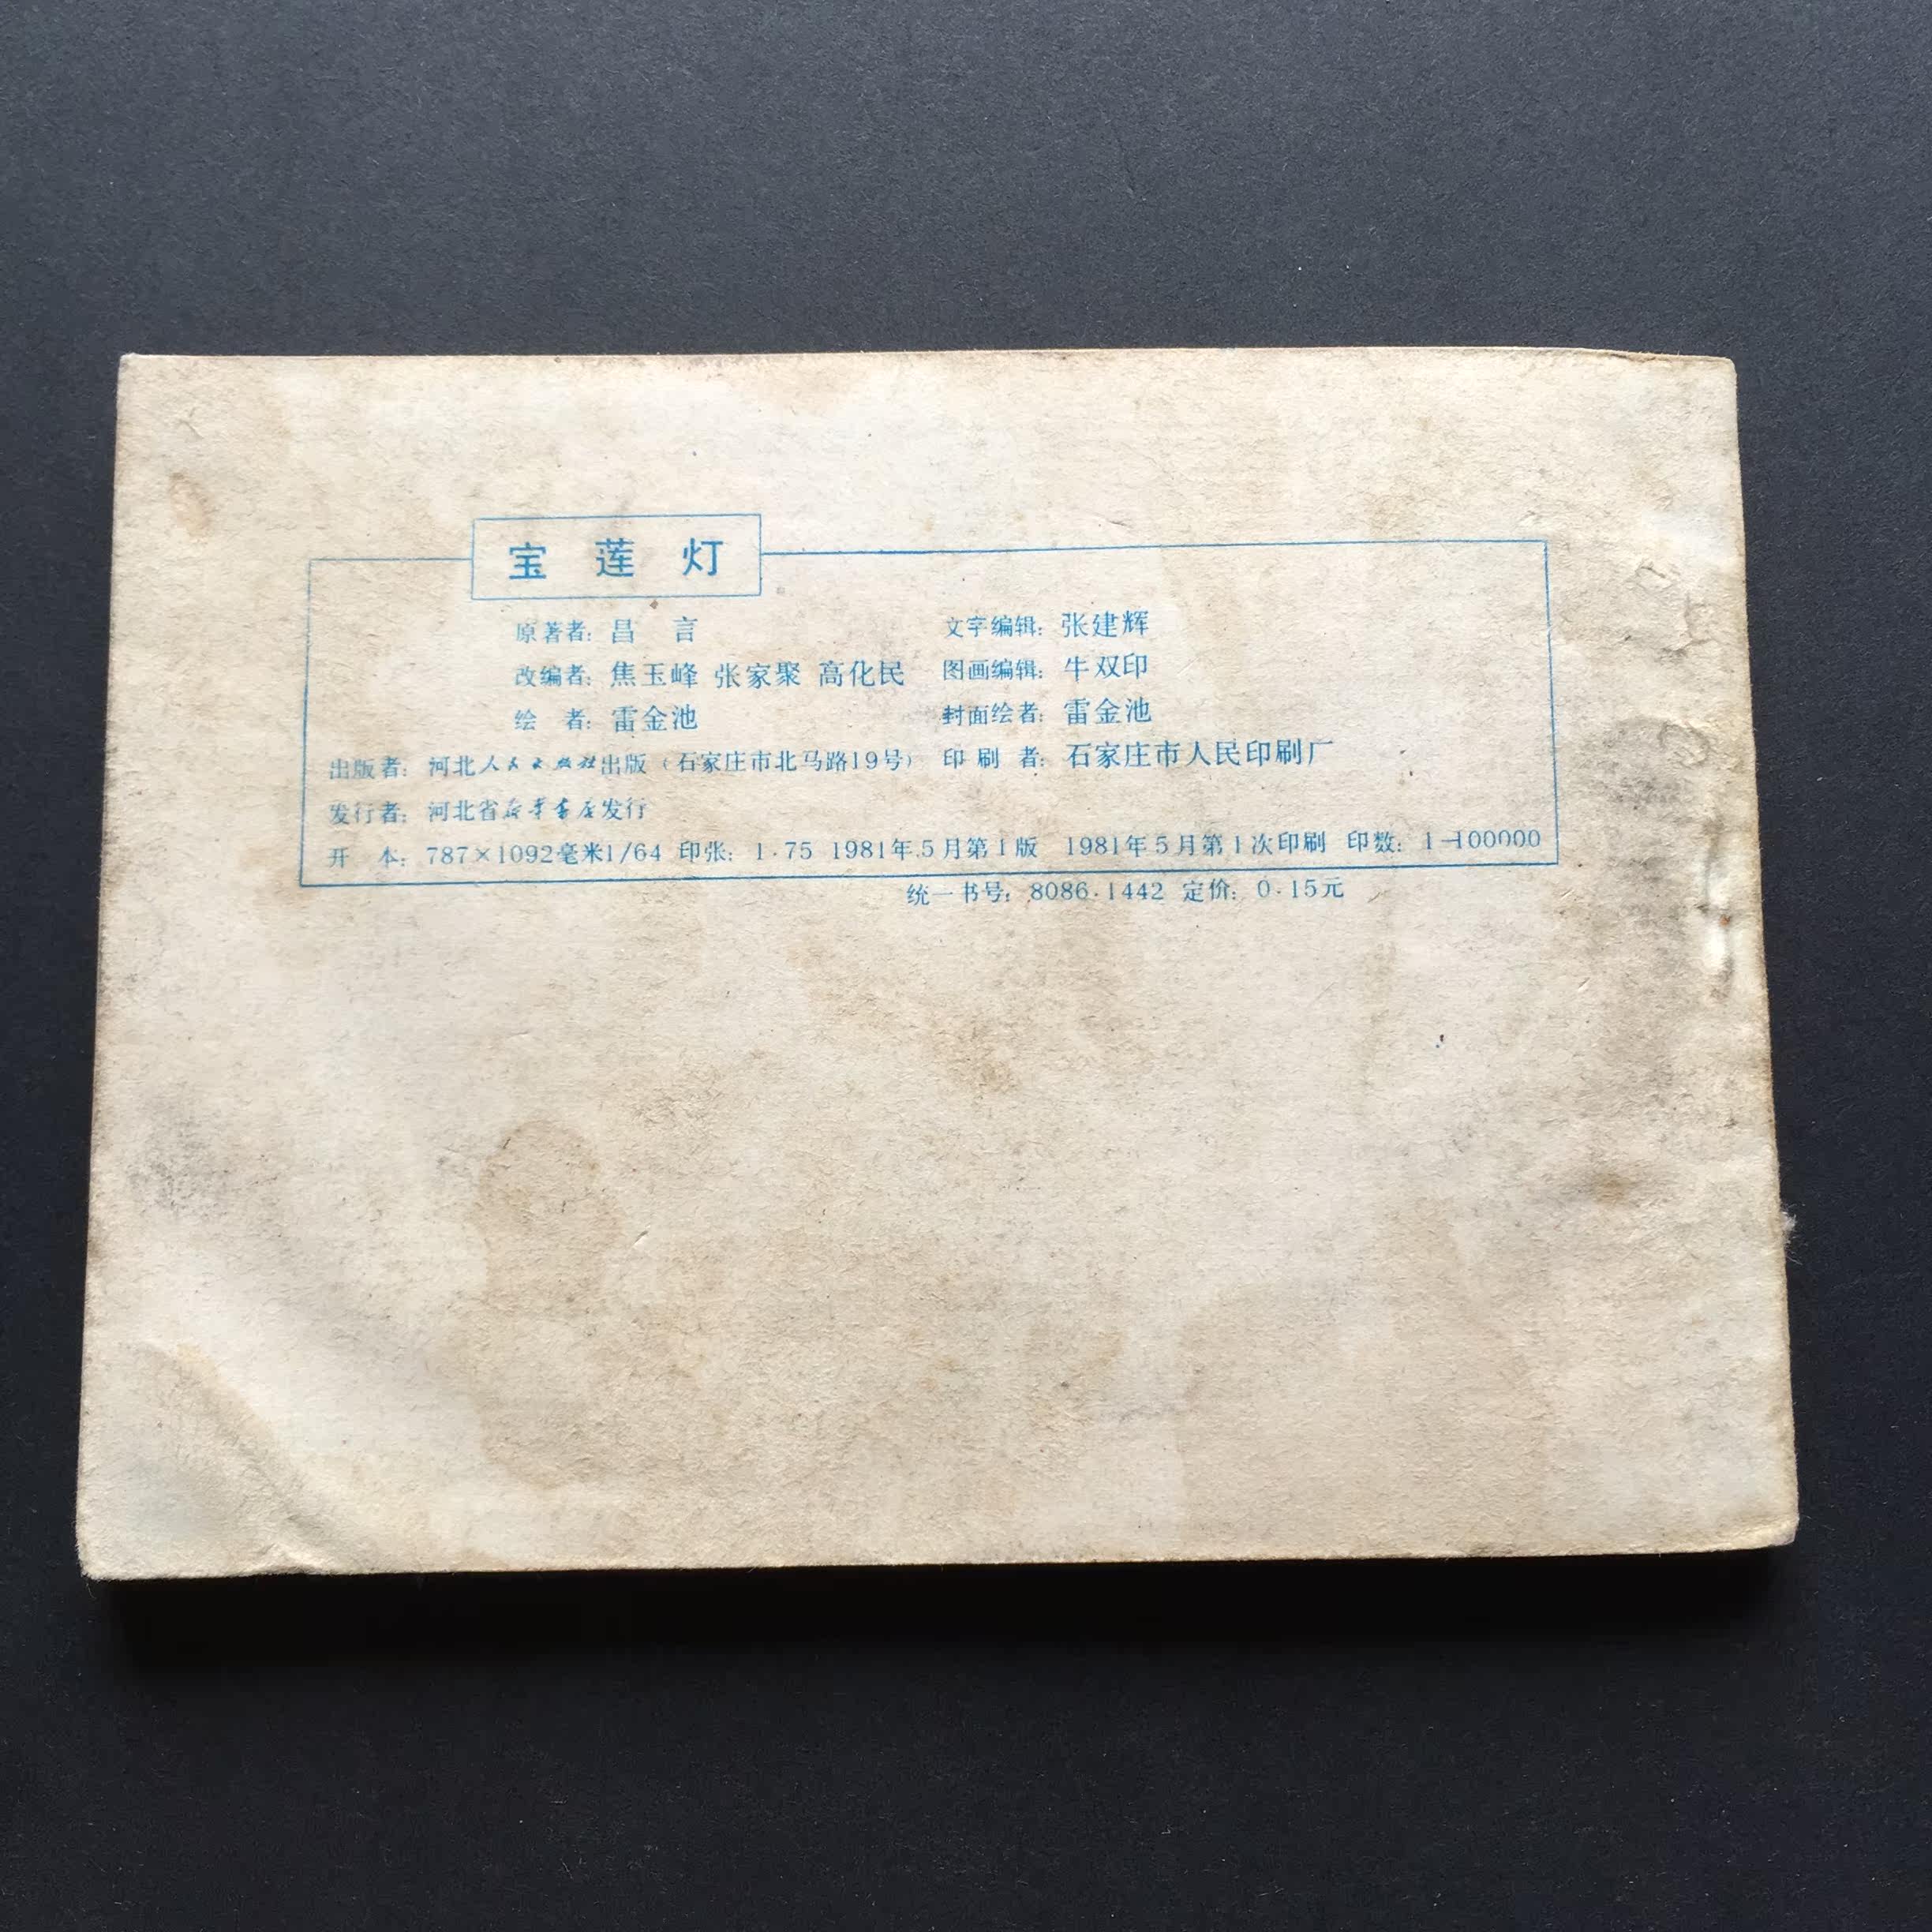 宝莲灯
原著者：昌 言 文字编辑：张建辉
改编者：焦玉峰 张家聚 高化民 图画编辑：牛双印
绘 者：雷金池 封面绘者：雷金池
出版者：河北人民出版社出版（石家庄市北马路19号） 印刷者：石家庄市人民印刷厂
发行者：河北省新华书店发行
开 本：787×1092毫米1/64 印张：1·75 1981年5月第1版 1981年5月第1次印刷 印数：1-100000
统一书号：8086·1442 定价：0·15元